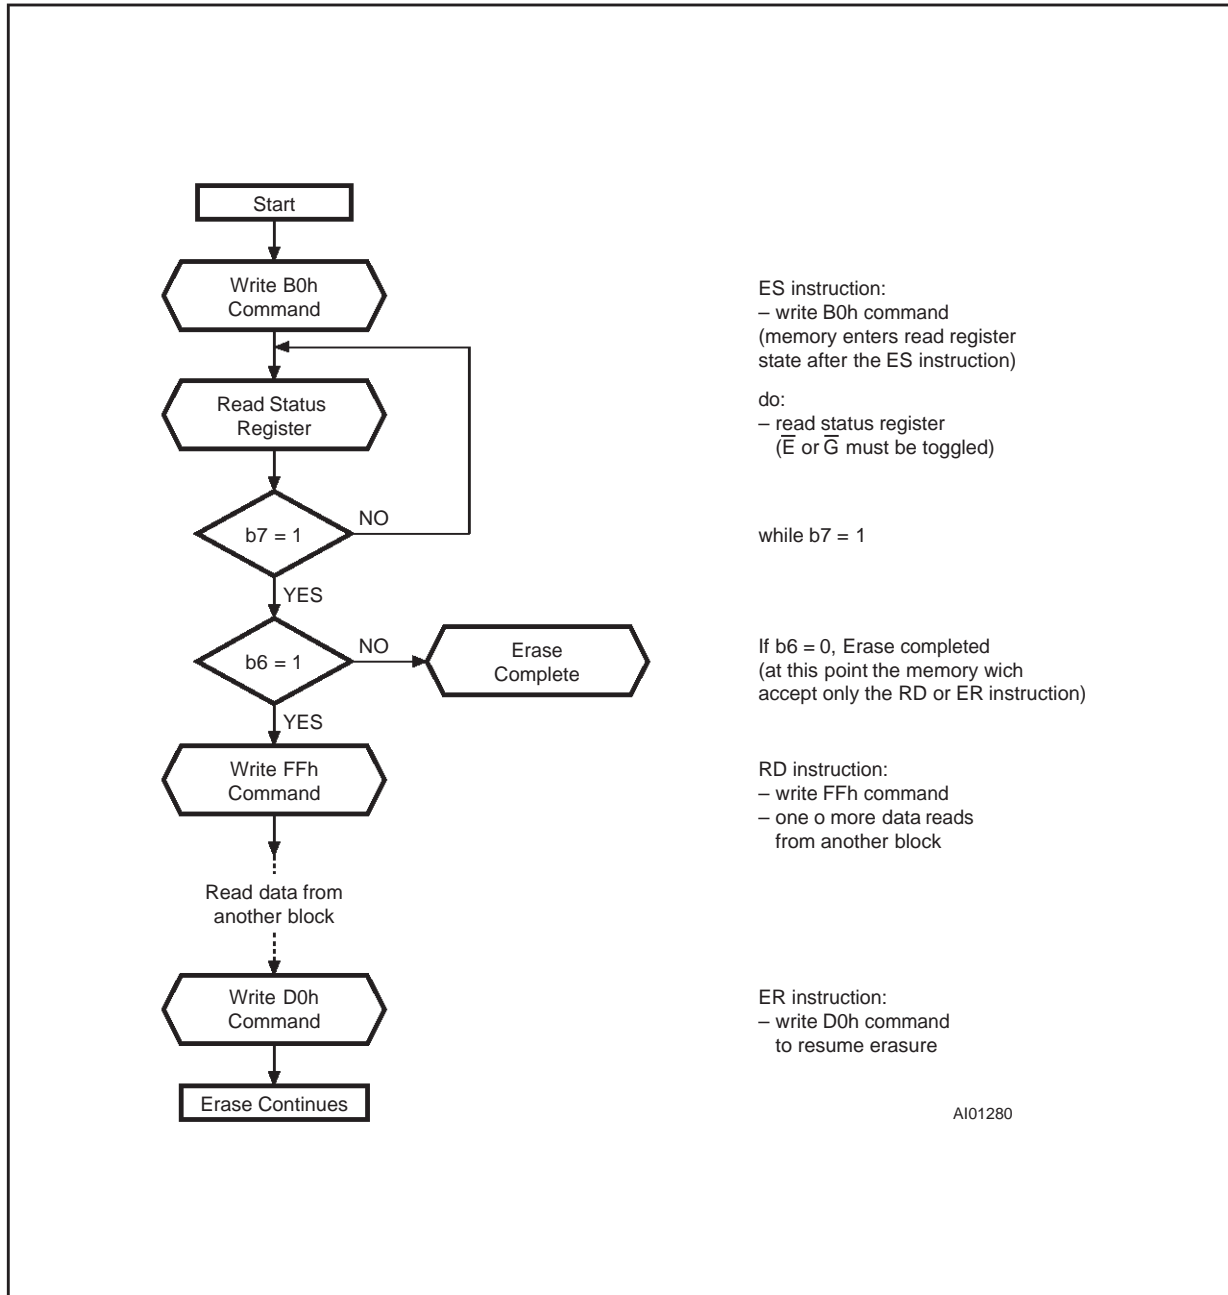 Start
Write B0h
Command
ES instruction:
– write B0h command
(memory enters read register
state after the ES instruction)
Read Status
Register
do:
– read status register
(E̅ or G̅ must be toggled)
b7 = 1
NO
while b7 = 1
YES
b6 = 1
NO
Erase
Complete
If b6 = 0, Erase completed
(at this point the memory wich
accept only the RD or ER instruction)
YES
Write FFh
Command
RD instruction:
– write FFh command
– one o more data reads
from another block
Read data from
another block
Write D0h
Command
ER instruction:
– write D0h command
to resume erasure
Erase Continues
AI01280